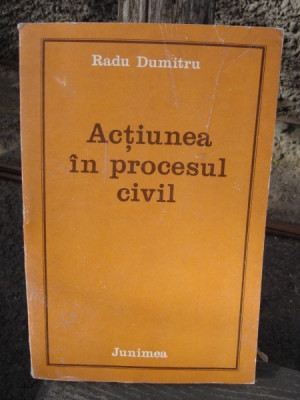 Radu Dumitru
Acțiunea
în procesul
civil
Junimea